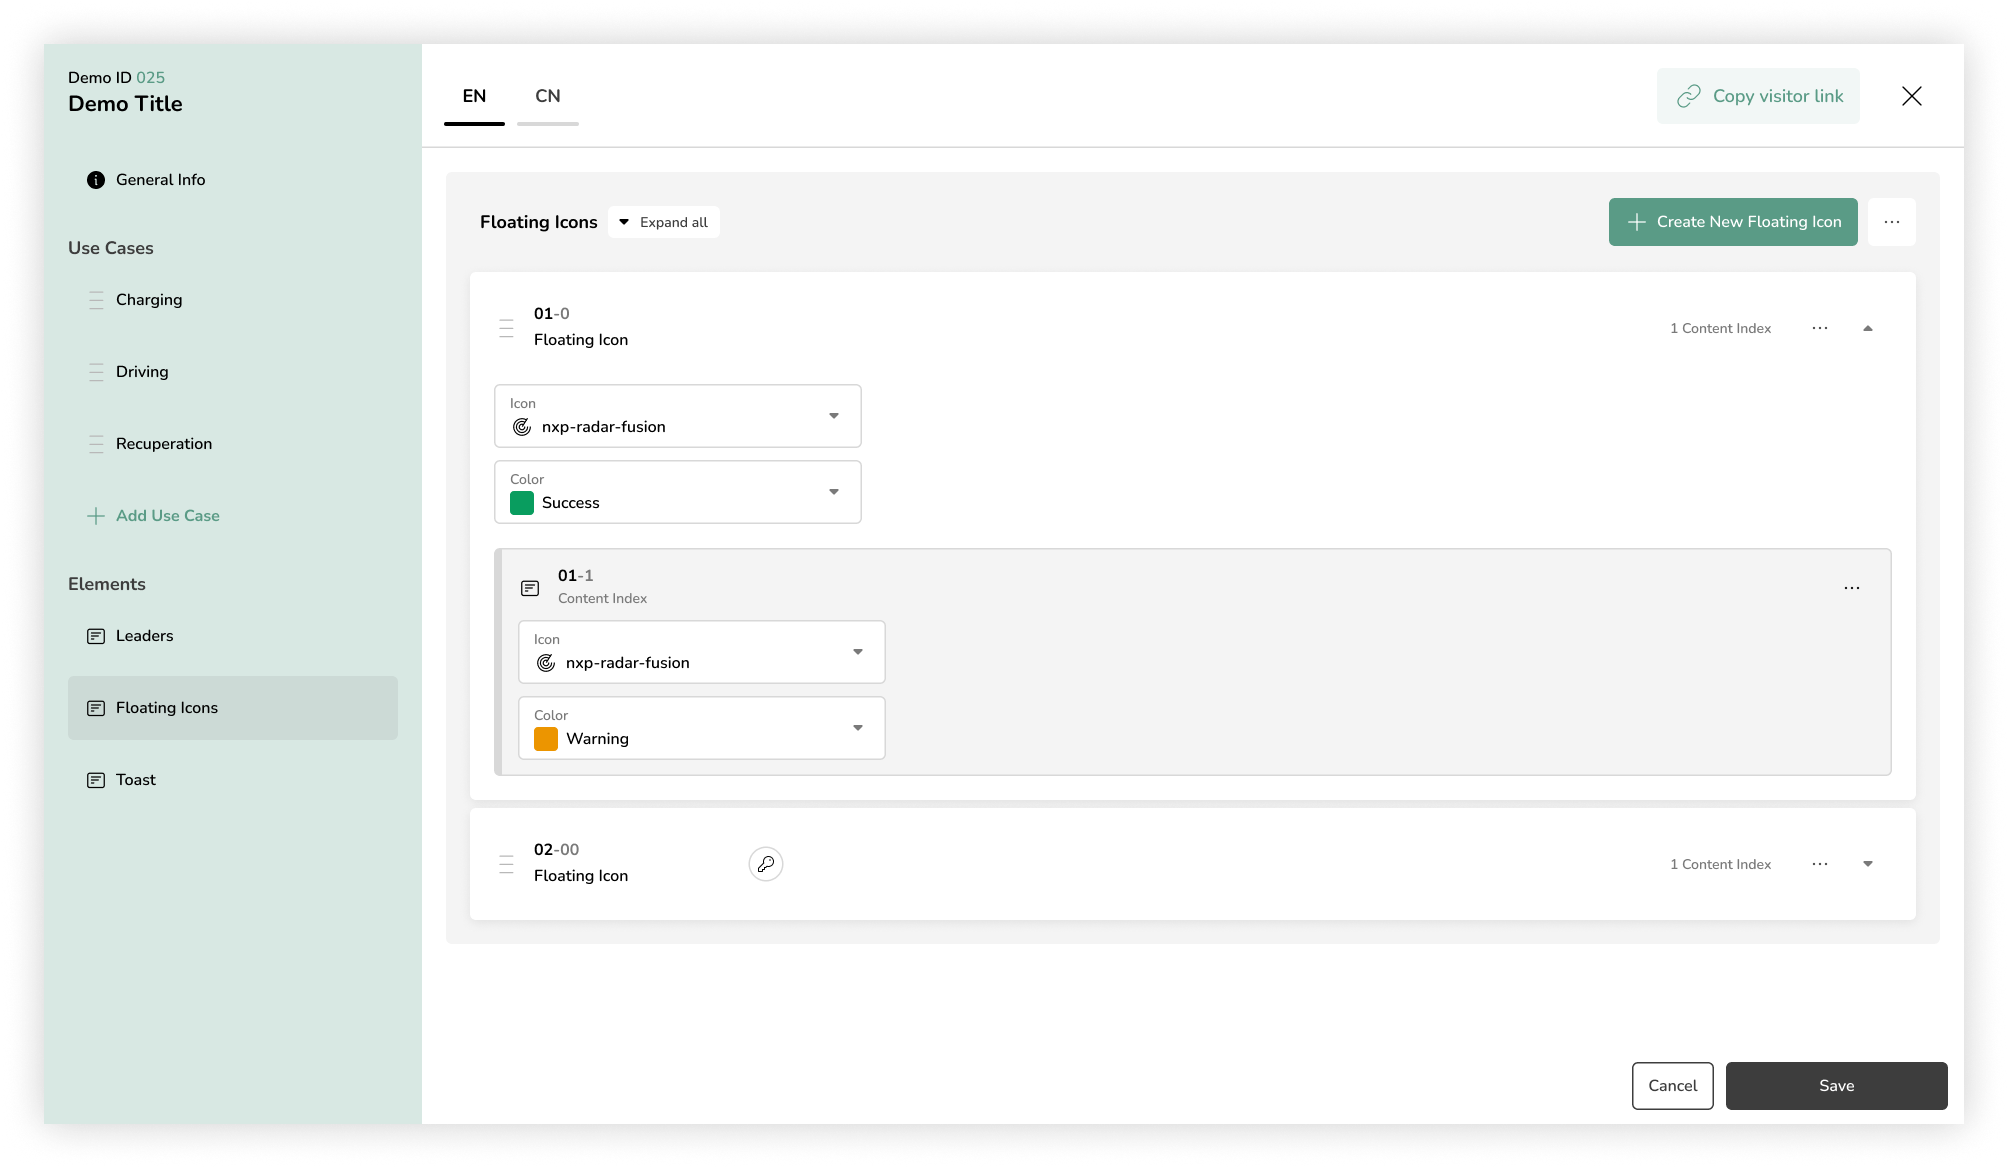 Demo ID 025
Demo Title
General Info
Use Cases
Charging
Driving
Recuperation
Add Use Case
Elements
Leaders
Floating Icons
Toast
EN
CN
Copy visitor link
Floating Icons
Expand all
Create New Floating Icon
01-0
Floating Icon
1 Content Index
Icon
nxp-radar-fusion
Color
Success
01-1
Content Index
Icon
nxp-radar-fusion
Color
Warning
02-00
Floating Icon
1 Content Index
Cancel
Save